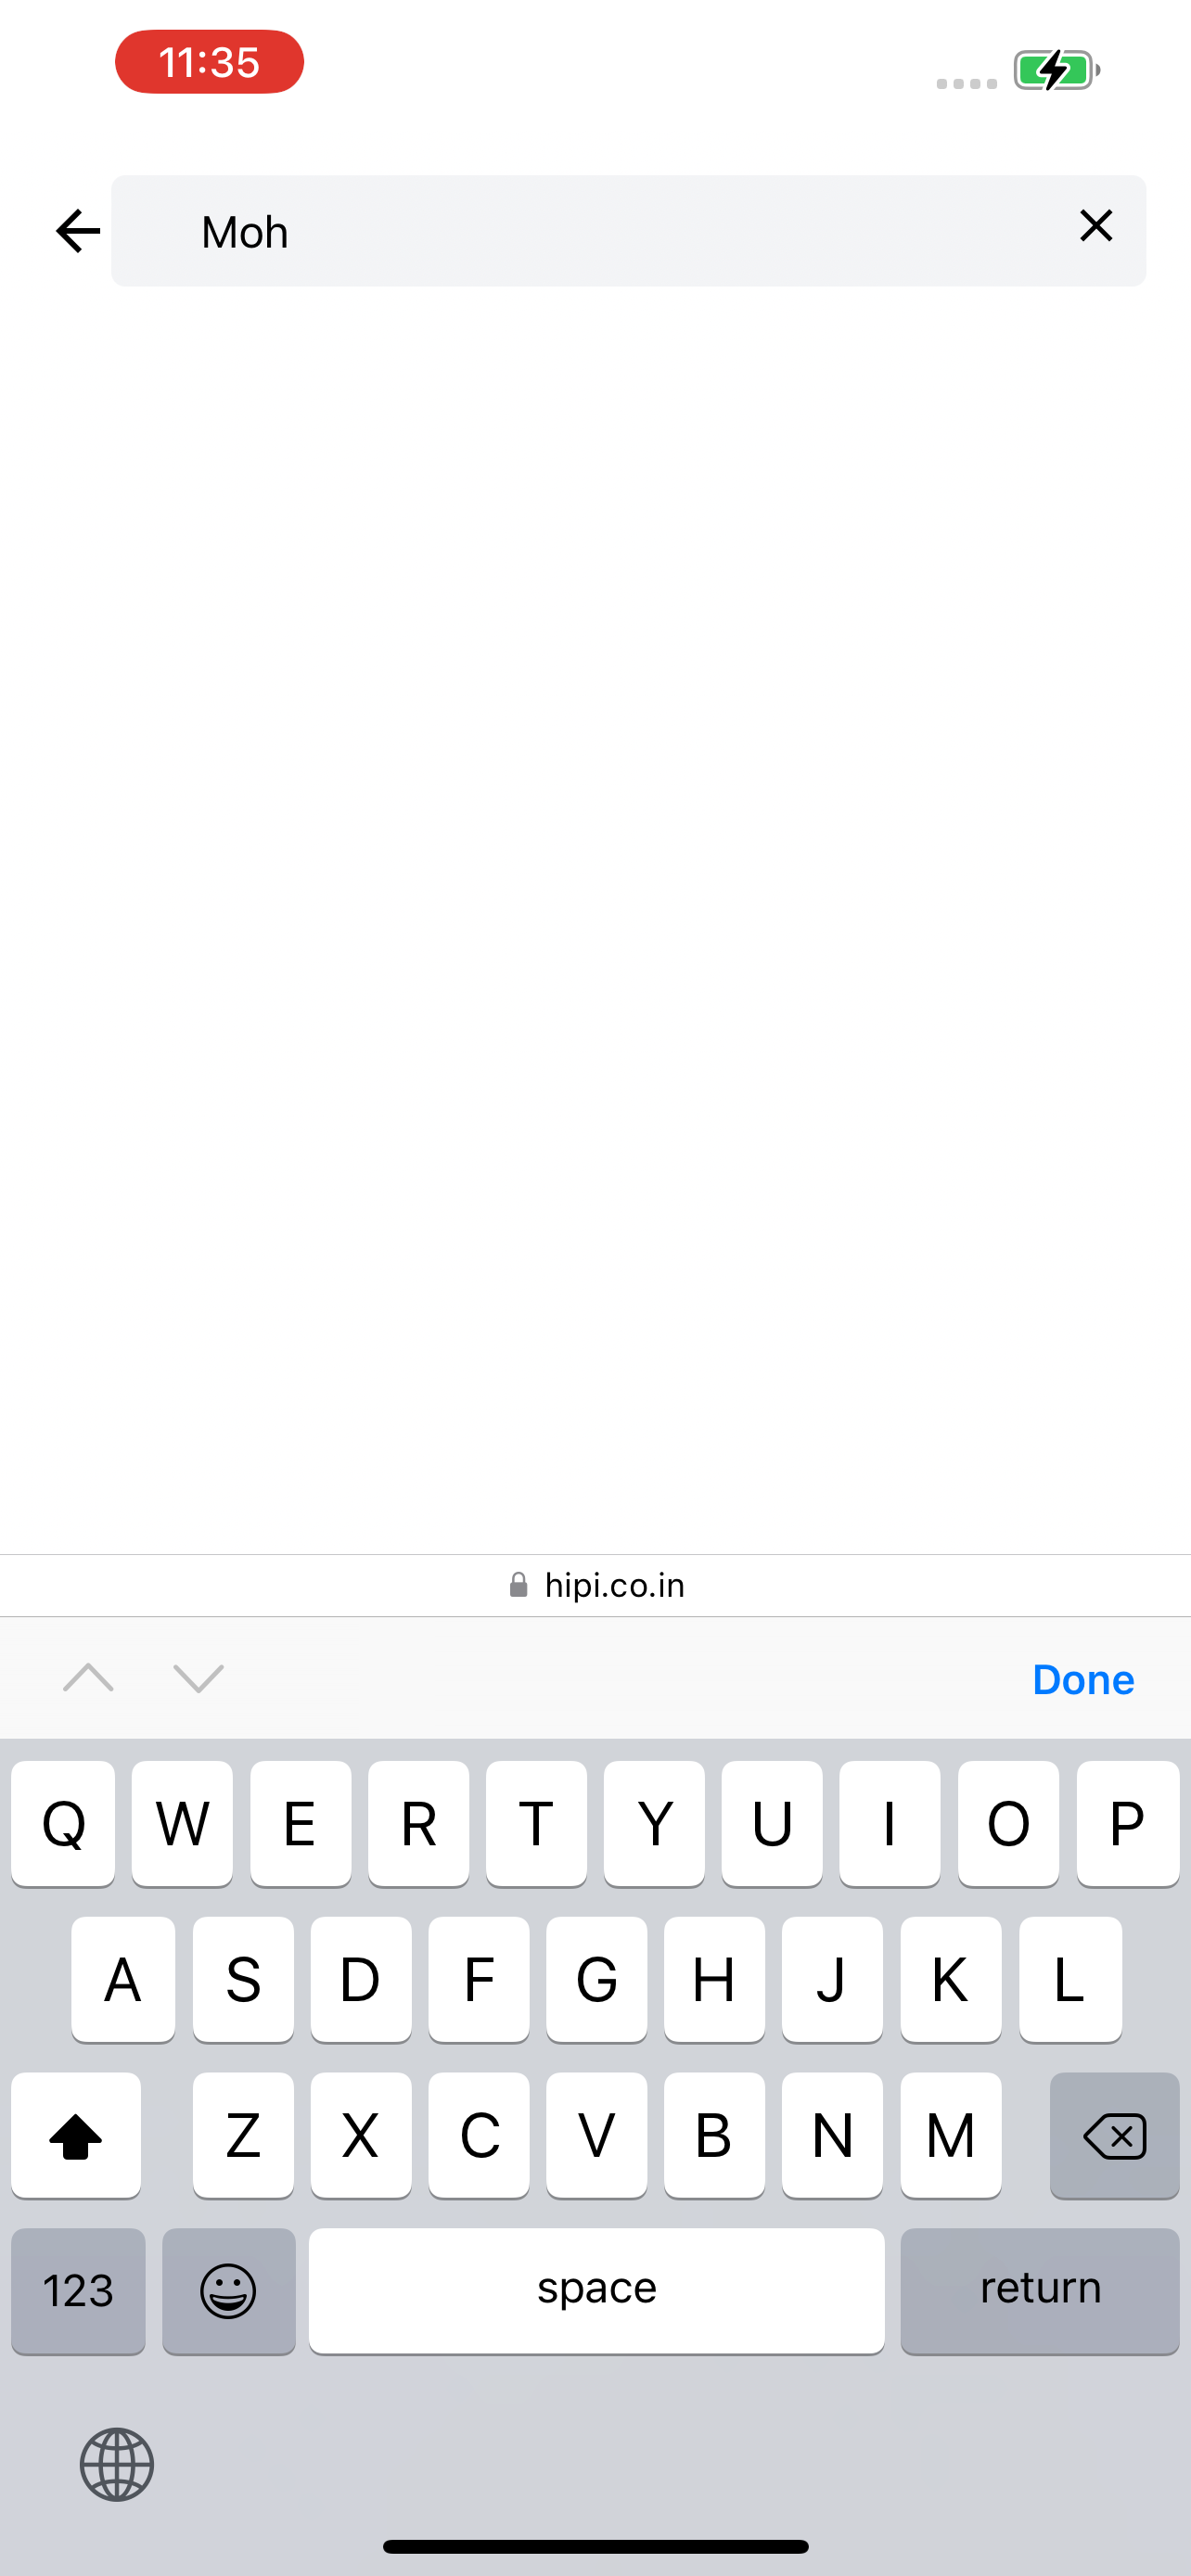 11:35
Moh
hipi.co.in
Done
Q W E R T Y U I O P
A S D F G H J K L
Z X C V B N M
123 space return